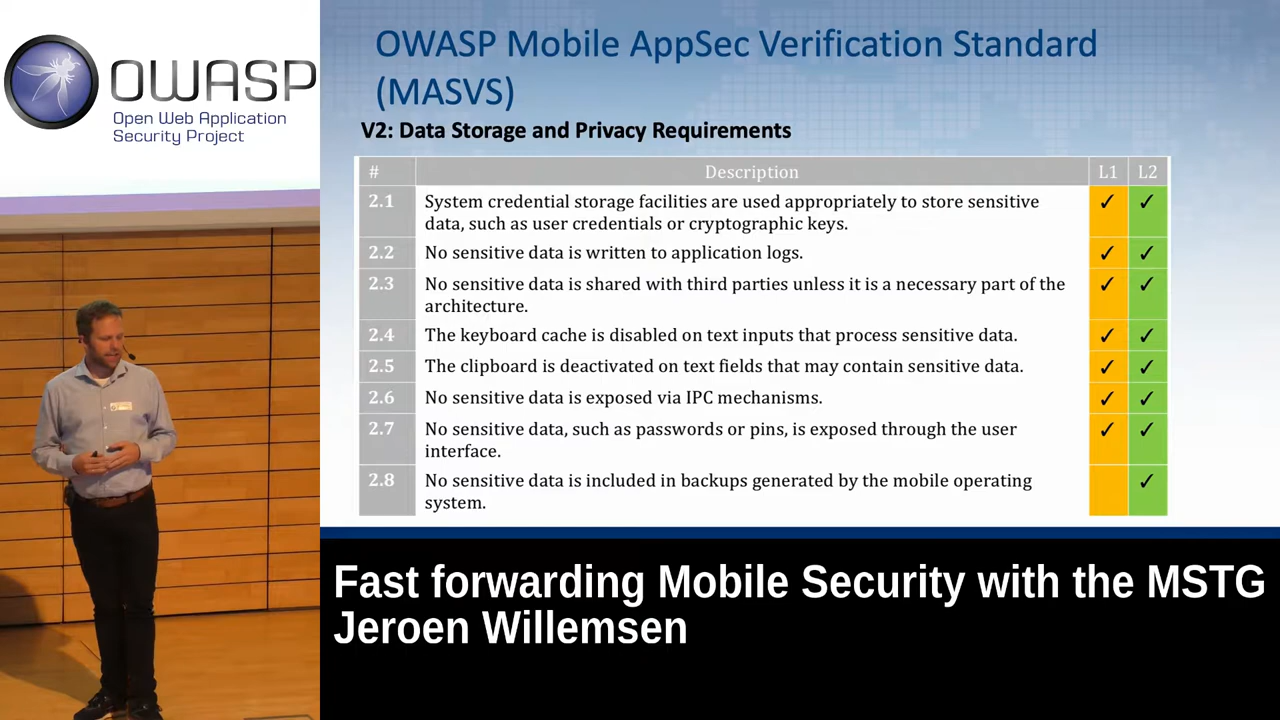 OWASP
Open Web Application
Security Project
OWASP Mobile AppSec Verification Standard
(MASVS)
V2: Data Storage and Privacy Requirements
# Description L1 L2
2.1 System credential storage facilities are used appropriately to store sensitive ✓ ✓
data, such as user credentials or cryptographic keys.
2.2 No sensitive data is written to application logs. ✓ ✓
2.3 No sensitive data is shared with third parties unless it is a necessary part of the ✓ ✓
architecture.
2.4 The keyboard cache is disabled on text inputs that process sensitive data. ✓ ✓
2.5 The clipboard is deactivated on text fields that may contain sensitive data. ✓ ✓
2.6 No sensitive data is exposed via IPC mechanisms. ✓ ✓
2.7 No sensitive data, such as passwords or pins, is exposed through the user ✓ ✓
interface.
2.8 No sensitive data is included in backups generated by the mobile operating ✓
system.
Fast forwarding Mobile Security with the MSTG
Jeroen Willemsen